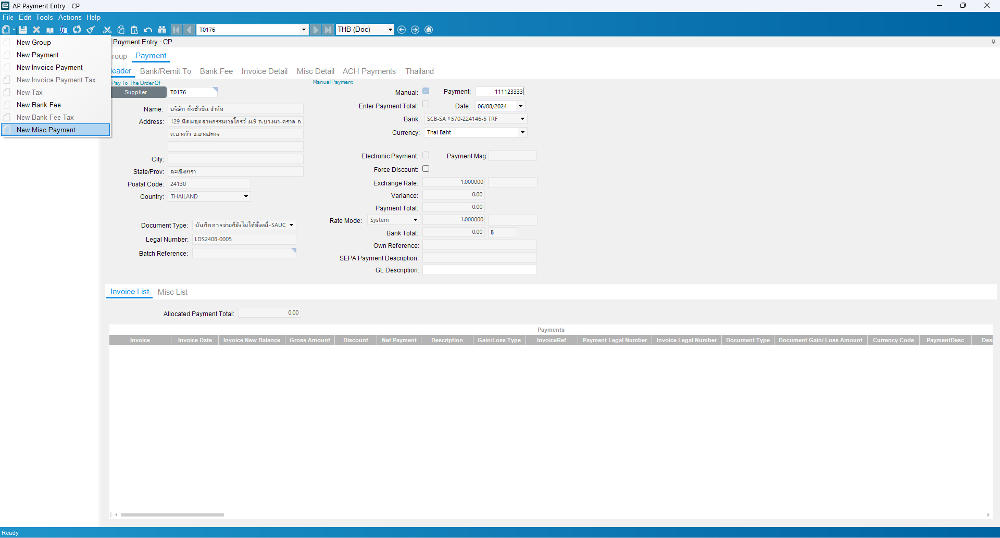 AP Payment Entry - CP
File Edit Tools Actions Help
T0176
THB (Doc)
New Group
New Payment
New Invoice Payment
New Invoice Payment Tax
New Tax
New Bank Fee
New Bank Fee Tax
New Misc Payment
Payment Entry - CP
roup Payment
eader Bank/Remit To Bank Fee Invoice Detail Misc Detail ACH Payments Thailand
Pay To The Order Of
Supplier... T0176
Name: บริษัท ทั้งฮัวซิน จำกัด
Address: 129 นิคมอุตสาหกรรมเวลโกรว์ ม.9 ถ.บางนา-ตราด ก
ต.บางวัว อ.บางปะกง
City:
State/Prov: ฉะเชิงเทรา
Postal Code: 24130
Country: THAILAND
Document Type: บันทึกการจ่ายที่ยังไม่ได้ตั้งหนี้-SAUC
Legal Number: LDS2408-0005
Batch Reference:
Manual Payment
Manual: Payment: 111123333
Enter Payment Total: Date: 06/08/2024
Bank: SCB-SA #570-224146-5 TRF
Currency: Thai Baht
Electronic Payment: Payment Msg:
Force Discount:
Exchange Rate: 1.000000
Variance: 0.00
Payment Total: 0.00
Rate Mode: System 1.000000
Bank Total: 0.00 ฿
Own Reference:
SEPA Payment Description:
GL Description:
Invoice List Misc List
Allocated Payment Total: 0.00
Payments
Invoice Invoice Date Invoice New Balance Gross Amount Discount Net Payment Description Gain/Loss Type InvoiceRef Payment Legal Number Invoice Legal Number Document Type Document Gain/ Loss Amount Currency Code PaymentDesc Des
Ready